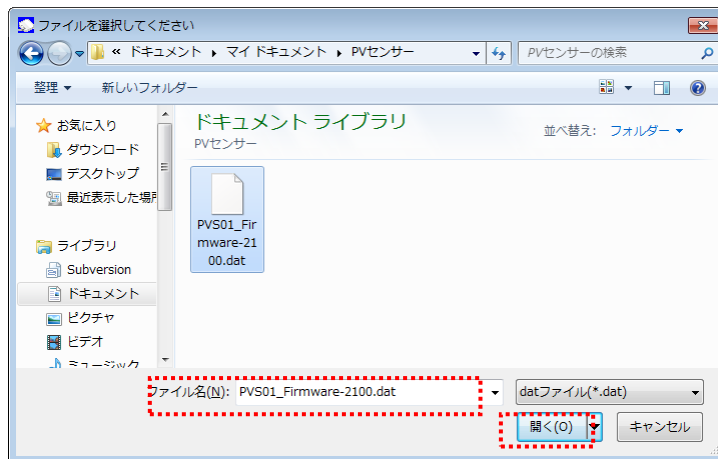 ファイルを選択してください
« ドキュメント ▸ マイ ドキュメント ▸ PVセンサー
PVセンサーの検索
整理 ▼ 新しいフォルダー
お気に入り
ダウンロード
デスクトップ
最近表示した場所
ライブラリ
Subversion
ドキュメント
ピクチャ
ビデオ
ミュージック
ドキュメント ライブラリ
PVセンサー
並べ替え: フォルダー ▼
PVS01_Fir
mware-21
00.dat
ファイル名(N): PVS01_Firmware-2100.dat
datファイル(*.dat)
開く(O)
キャンセル